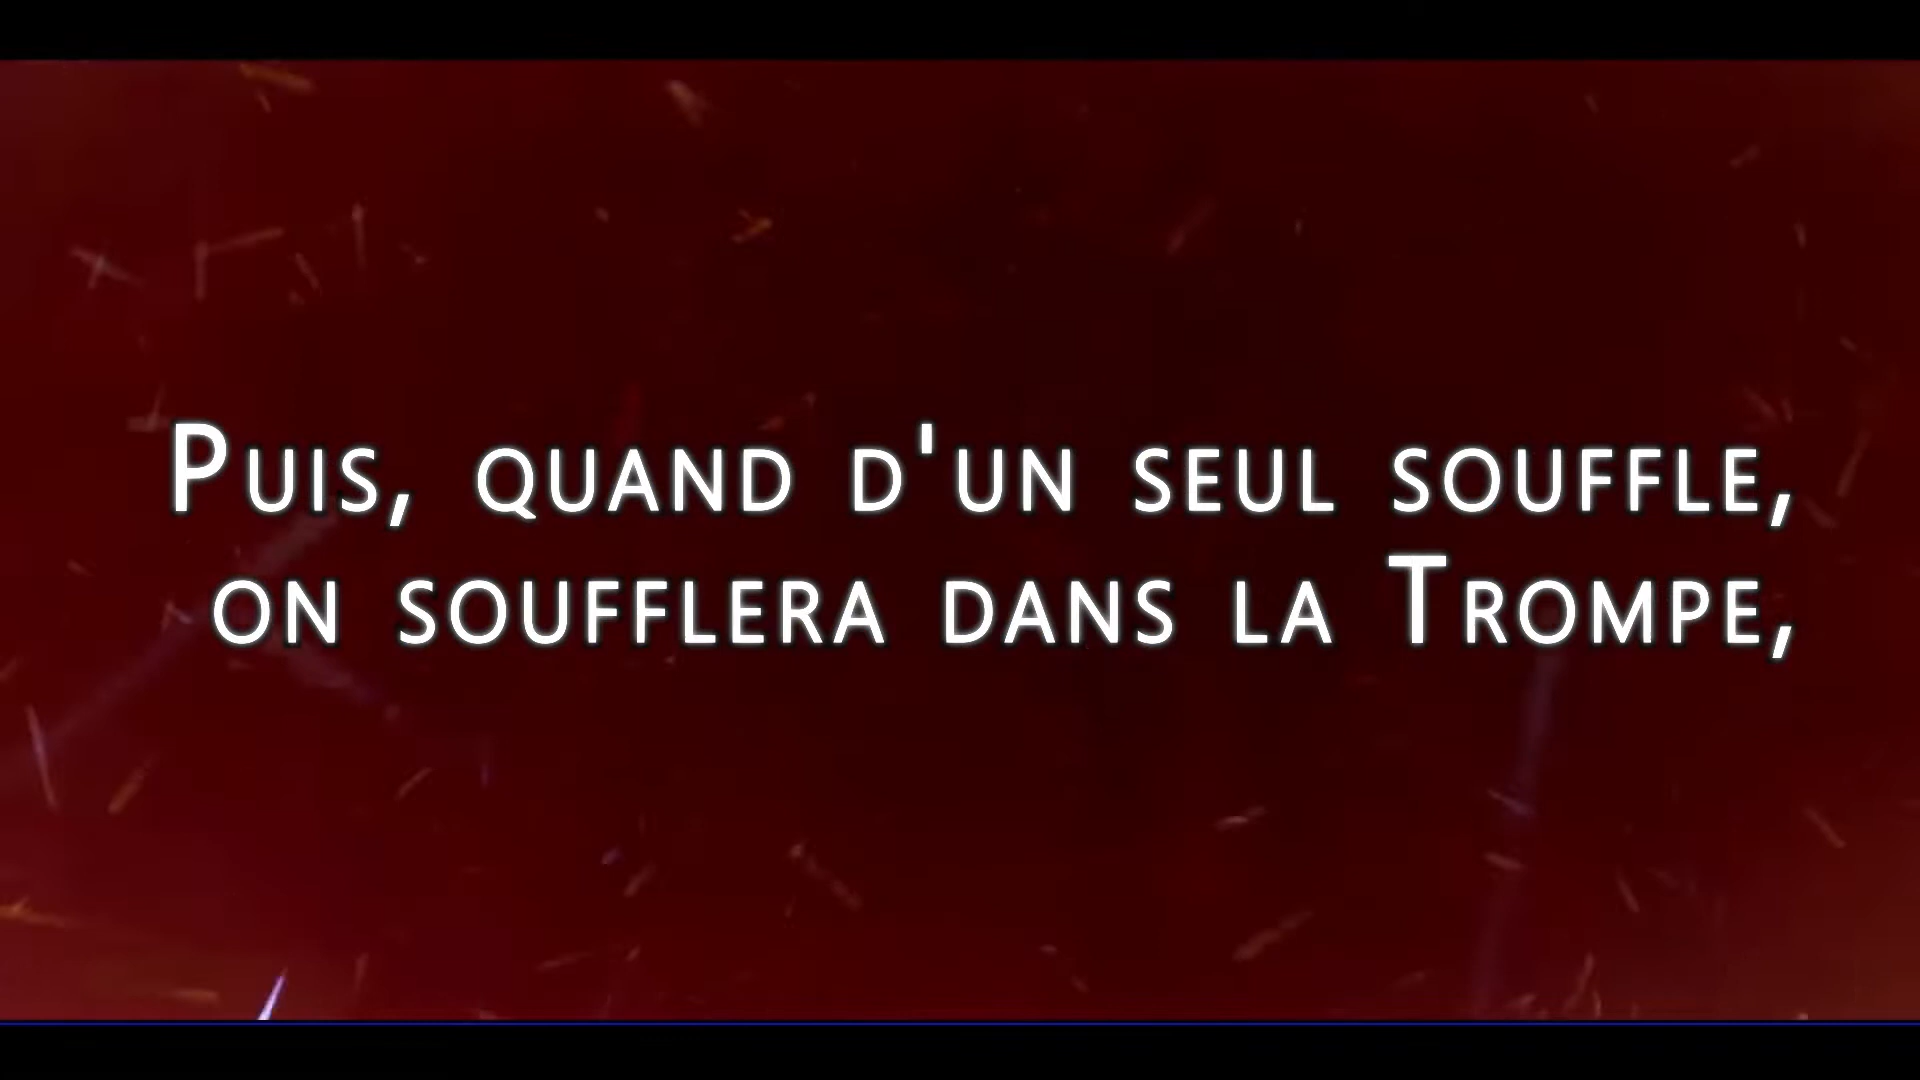 Puis, quand d'un seul souffle,
on soufflera dans la Trompe,